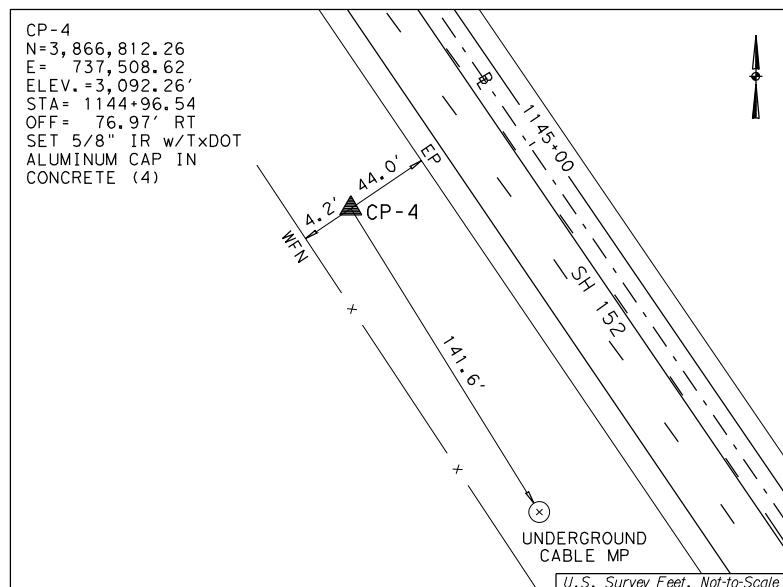 CP-4
N=3,866,812.26
E= 737,508.62
ELEV.=3,092.26'
STA= 1144+96.54
OFF= 76.97' RT
SET 5/8" IR w/TxDOT
ALUMINUM CAP IN
CONCRETE (4)
BL
1145+00
EP
44.0'
4.2'
CP-4
WFN
SH 152
141.6'
UNDERGROUND
CABLE MP
U.S. Survey Feet, Not-to-Scale